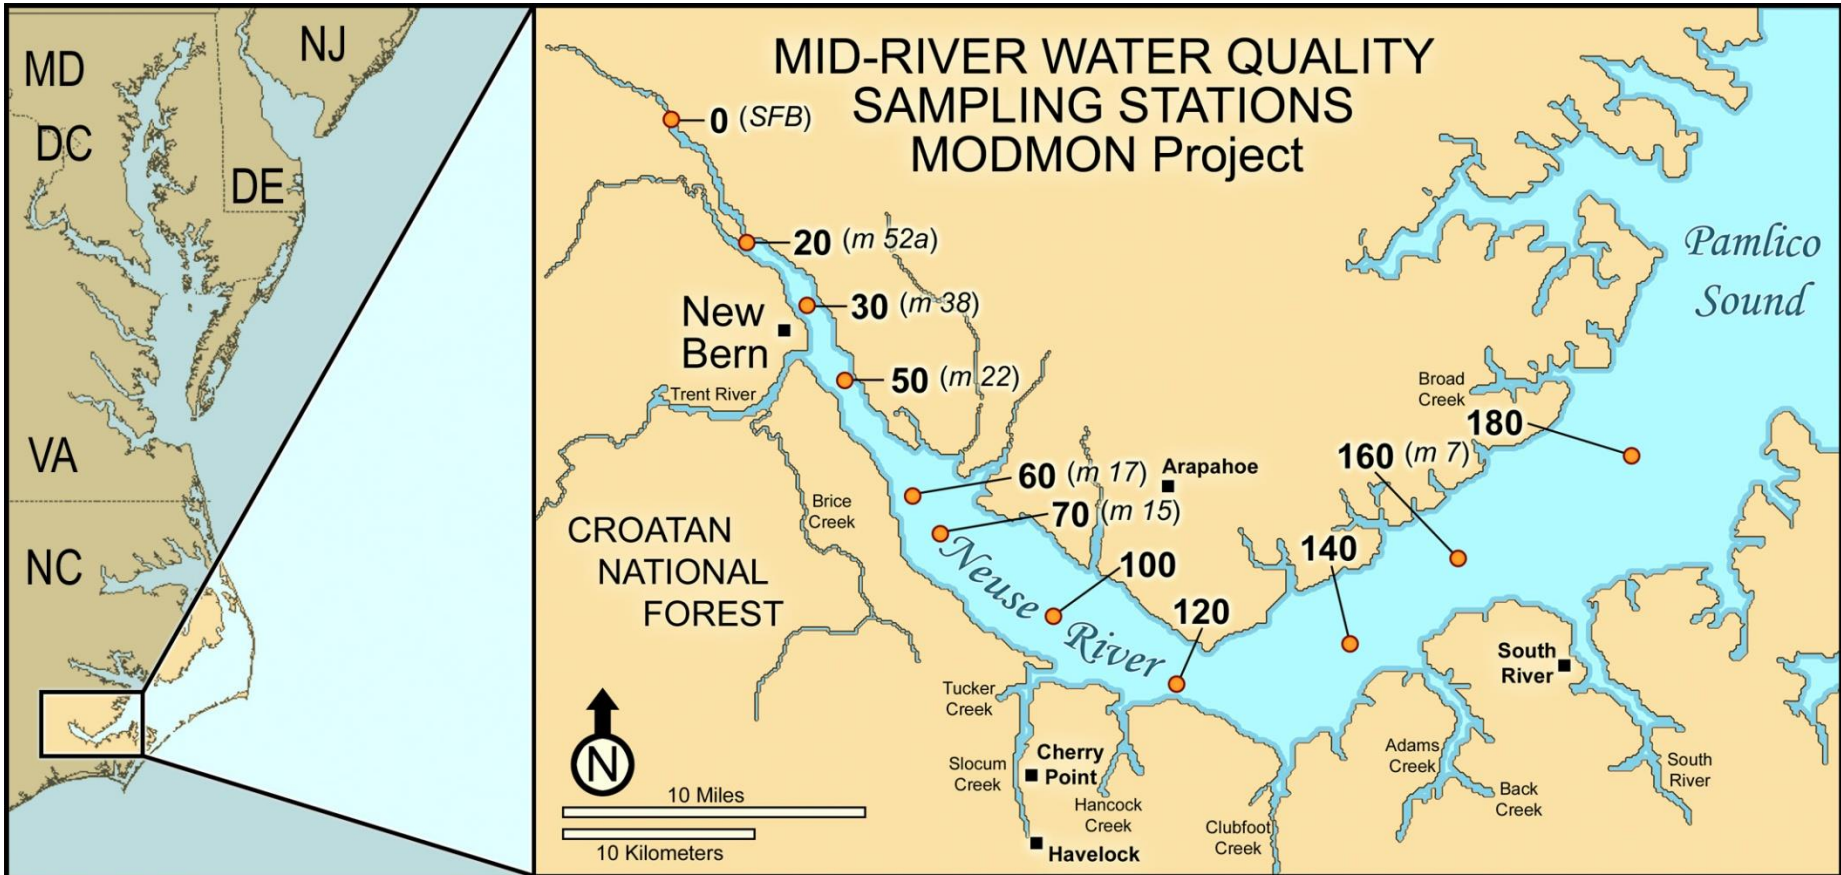 MD
DC
NJ
DE
VA
NC
MID-RIVER WATER QUALITY
SAMPLING STATIONS
MODMON Project
0 (SFB)
20 (m 52a)
30 (m 38)
New
Bern
50 (m 22)
Trent River
Pamlico
Sound
Broad
Creek
180
160 (m 7)
60 (m 17)
Arapahoe
70 (m 15)
Brice
Creek
CROATAN
NATIONAL
FOREST
100
140
120
Neuse
River
Tucker
Creek
South
River
Slocum
Creek
Cherry
Point
Hancock
Creek
Havelock
Clubfoot
Creek
Adams
Creek
Back
Creek
South
River
N
10 Miles
10 Kilometers